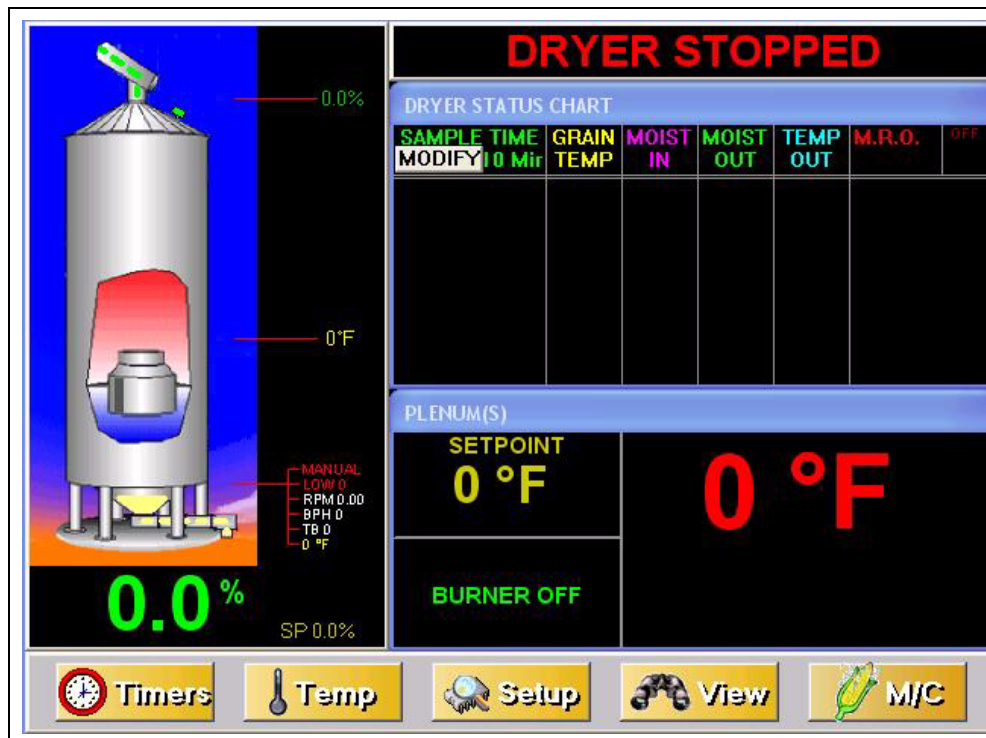 DRYER STOPPED
0.0%
DRYER STATUS CHART
SAMPLE TIME GRAIN MOIST MOIST TEMP M.R.O. OFF
MODIFY 10 Min TEMP IN OUT OUT
0°F
PLENUM(S)
SETPOINT
0 °F
0 °F
MANUAL
LOW 0
RPM 0.00
BPH 0
TB 0
0 °F
BURNER OFF
0.0 %
SP 0.0%
Timers Temp Setup View M/C